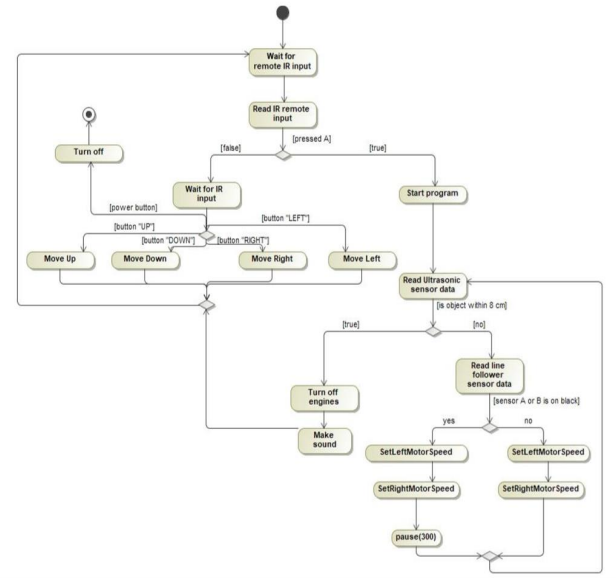 Wait for
remote IR input
Read IR remote
input
[pressed A]
[false]
[true]
Turn off
Wait for IR
input
Start program
[power button]
[button "UP"]
[button "LEFT"]
[button "DOWN"]
[button "RIGHT"]
Move Up
Move Down
Move Right
Move Left
Read Ultrasonic
sensor data
[is object within 8 cm]
[true]
[no]
Read line
follower
sensor data
Turn off
engines
[sensor A or B is on black]
yes
no
Make
sound
SetLeftMotorSpeed
SetLeftMotorSpeed
SetRightMotorSpeed
SetRightMotorSpeed
pause(300)